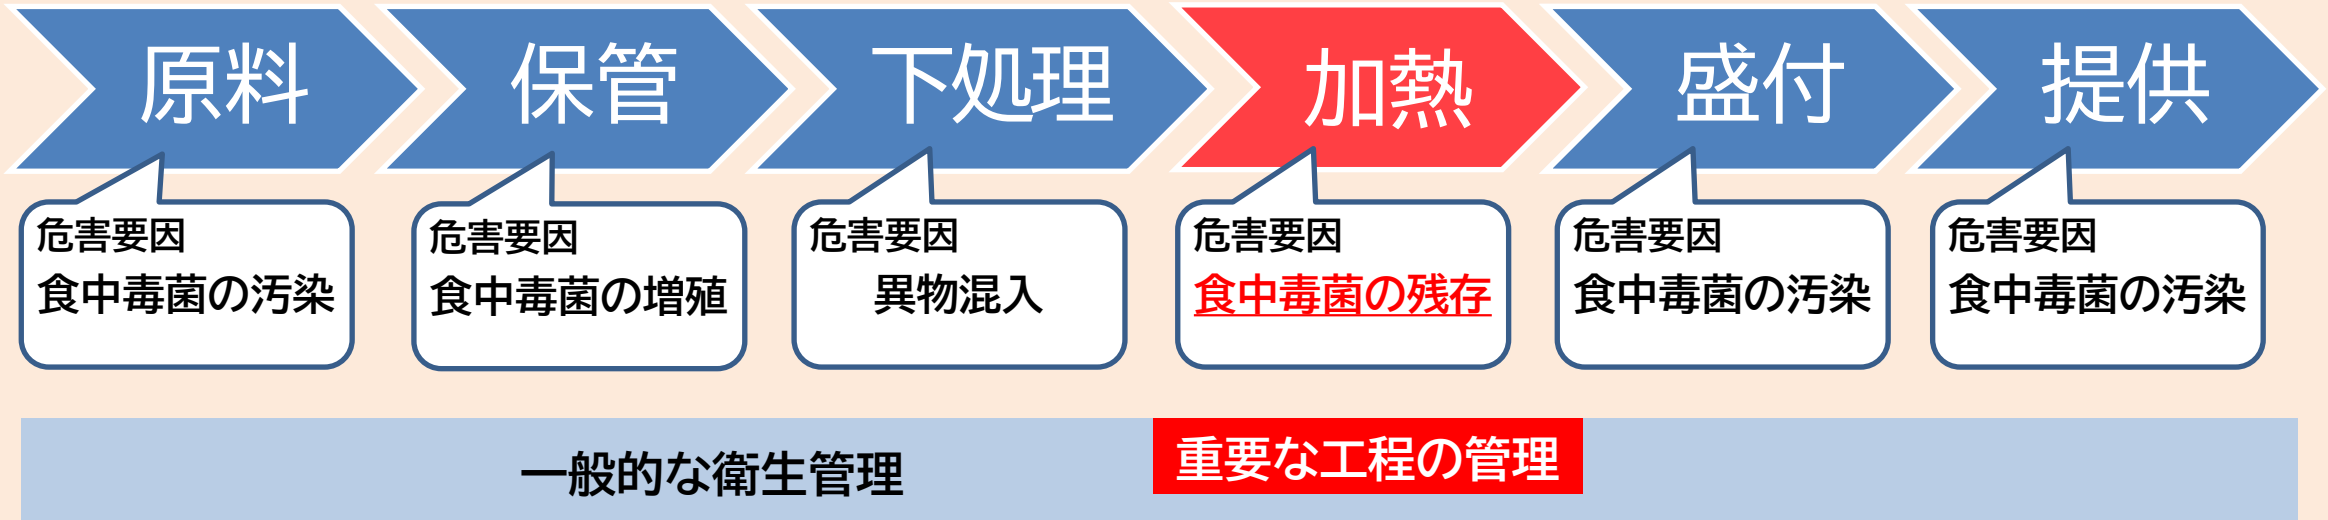 原料
保管
下処理
加熱
盛付
提供
危害要因
食中毒菌の汚染
危害要因
食中毒菌の増殖
危害要因
異物混入
危害要因
食中毒菌の残存
危害要因
食中毒菌の汚染
危害要因
食中毒菌の汚染
一般的な衛生管理
重要な工程の管理